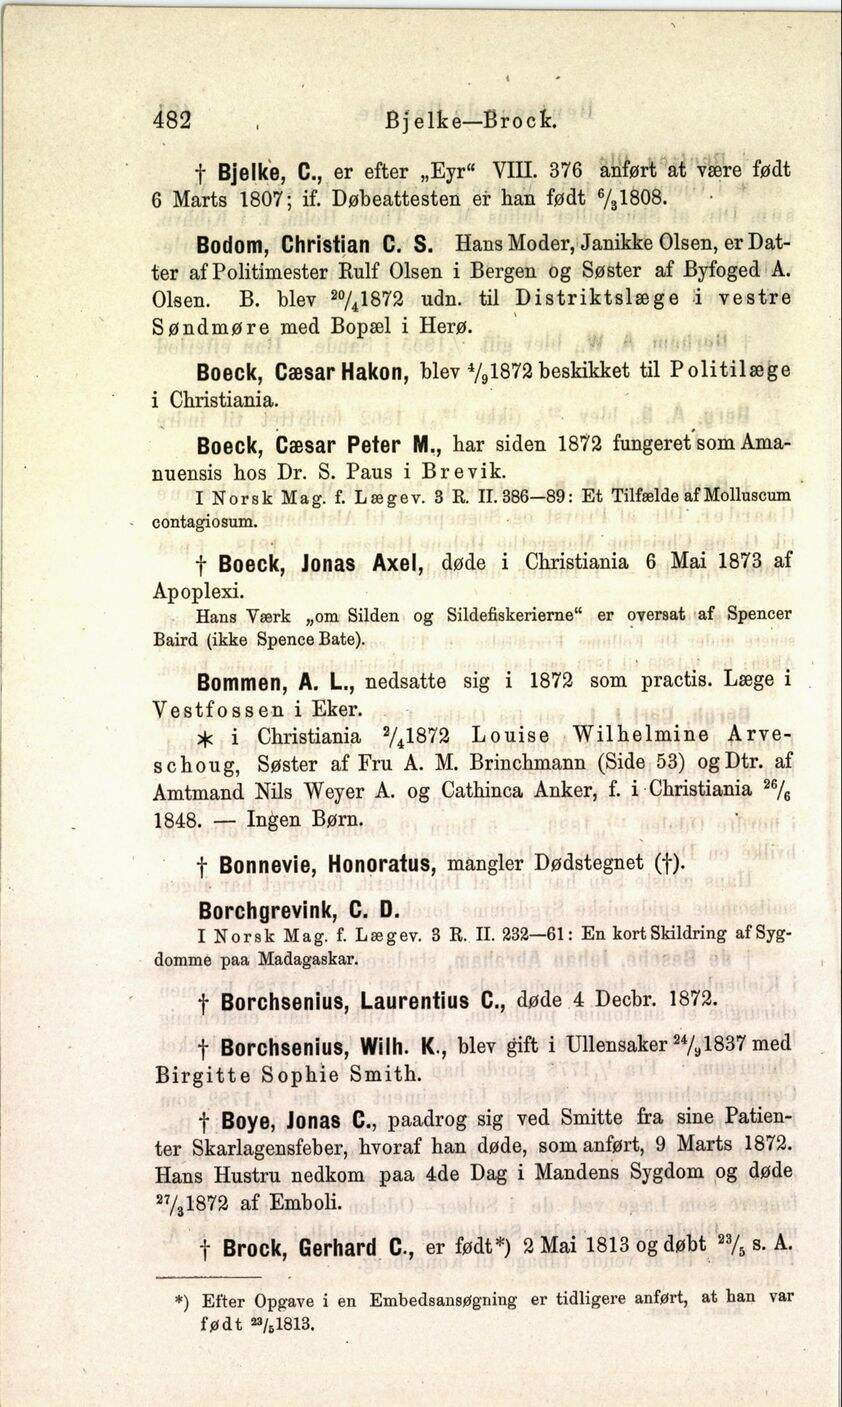 482 Bjelke—Brock.
† Bjelke, C., er efter „Eyr“ VIII. 376 anført at være født
6 Marts 1807; if. Døbeattesten er han født 6/3 1808.
Bodom, Christian C. S. Hans Moder, Janikke Olsen, er Dat-
ter af Politimester Rulf Olsen i Bergen og Søster af Byfoged A.
Olsen. B. blev 20/4 1872 udn. til Distriktslæge i vestre
Søndmøre med Bopæl i Herø.
Boeck, Cæsar Hakon, blev 4/9 1872 beskikket til Politilæge
i Christiania.
Boeck, Cæsar Peter M., har siden 1872 fungeret som Ama-
nuensis hos Dr. S. Paus i Brevik.
I Norsk Mag. f. Lægev. 3 R. II. 386—89: Et Tilfælde af Molluscum
contagiosum.
† Boeck, Jonas Axel, døde i Christiania 6 Mai 1873 af
Apoplexi.
Hans Værk „om Silden og Sildefiskerierne“ er oversat af Spencer
Baird (ikke Spence Bate).
Bommen, A. L., nedsatte sig i 1872 som practis. Læge i
Vestfossen i Eker.
⚹ i Christiania 2/4 1872 Louise Wilhelmine Arve-
schoug, Søster af Fru A. M. Brinchmann (Side 53) og Dtr. af
Amtmand Nils Weyer A. og Cathinca Anker, f. i Christiania 26/6
1848. — Ingen Børn.
† Bonnevie, Honoratus, mangler Dødstegnet (†).
Borchgrevink, C. D.
I Norsk Mag. f. Lægev. 3 R. II. 232—61: En kort Skildring af Syg-
domme paa Madagaskar.
† Borchsenius, Laurentius C., døde 4 Decbr. 1872.
† Borchsenius, Wilh. K., blev gift i Ullensaker 24/9 1837 med
Birgitte Sophie Smith.
† Boye, Jonas C., paadrog sig ved Smitte fra sine Patien-
ter Skarlagensfeber, hvoraf han døde, som anført, 9 Marts 1872.
Hans Hustru nedkom paa 4de Dag i Mandens Sygdom og døde
27/3 1872 af Emboli.
† Brock, Gerhard C., er født*) 2 Mai 1813 og døbt 23/5 s. A.
*) Efter Opgave i en Embedsansøgning er tidligere anført, at han var
født 23/5 1813.